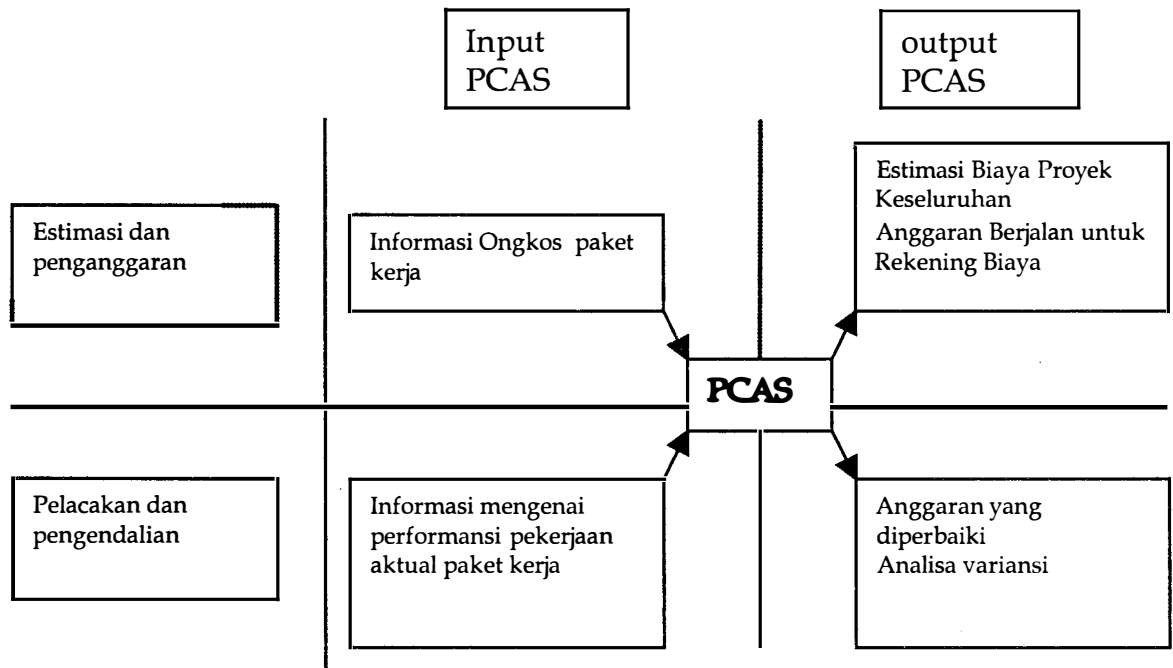 Input
PCAS
output
PCAS
Estimasi dan
penganggaran
Informasi Ongkos paket
kerja
Estimasi Biaya Proyek
Keseluruhan
Anggaran Berjalan untuk
Rekening Biaya
PCAS
Pelacakan dan
pengendalian
Informasi mengenai
performansi pekerjaan
aktual paket kerja
Anggaran yang
diperbaiki
Analisa variansi